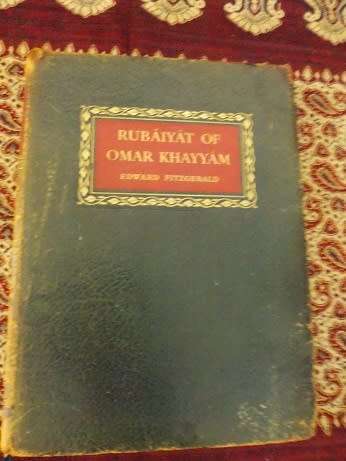 RUBÁIYÁT OF
OMAR KHAYYÁM
EDWARD FITZGERALD